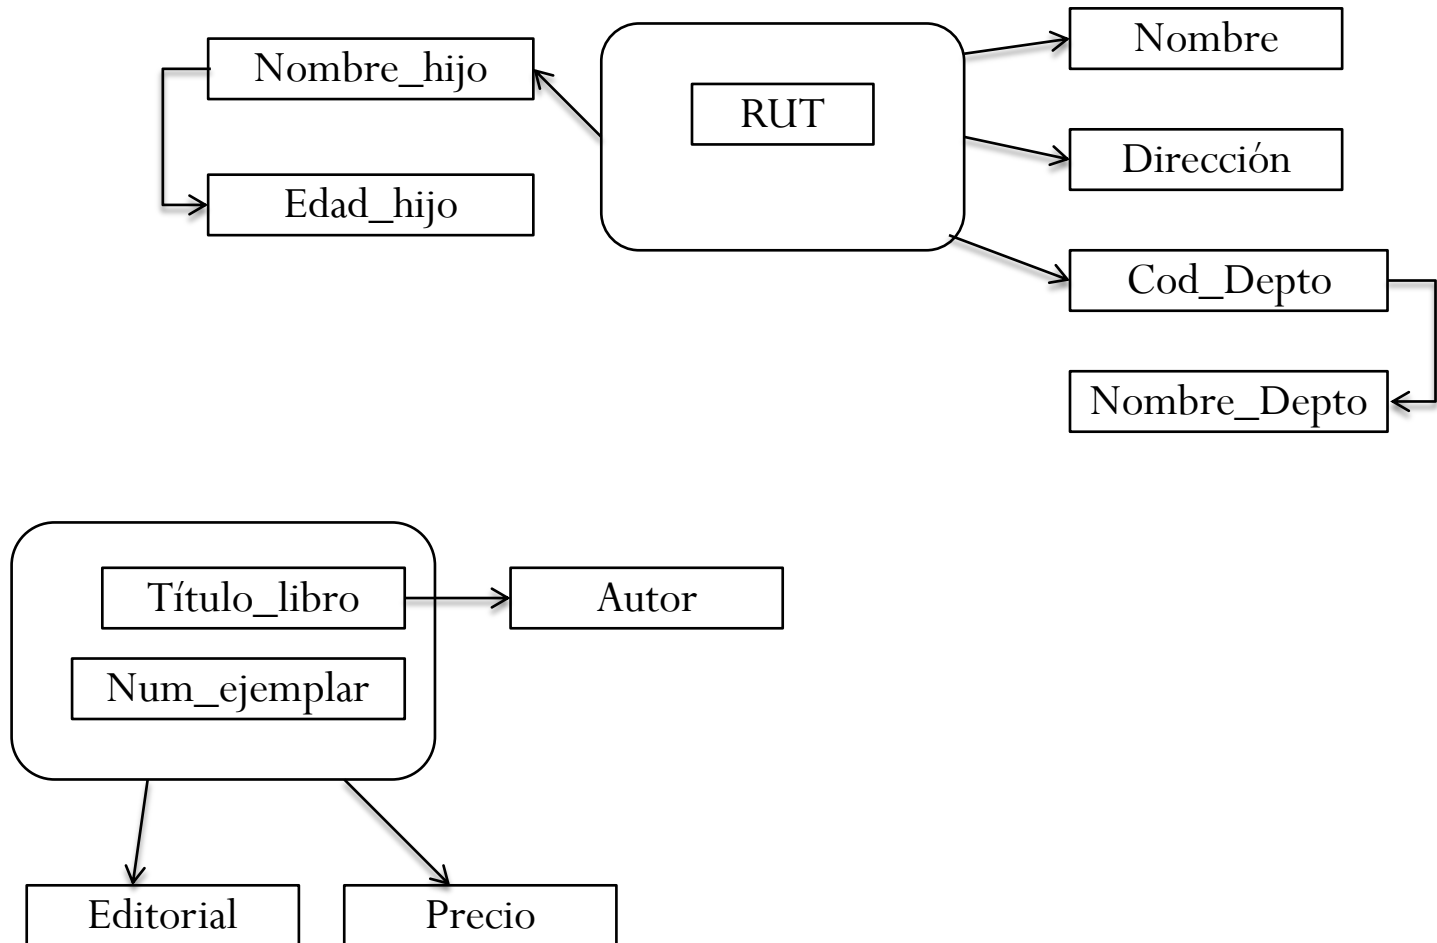 Nombre_hijo
Edad_hijo
RUT
Nombre
Dirección
Cod_Depto
Nombre_Depto
Título_libro
Num_ejemplar
Autor
Editorial
Precio